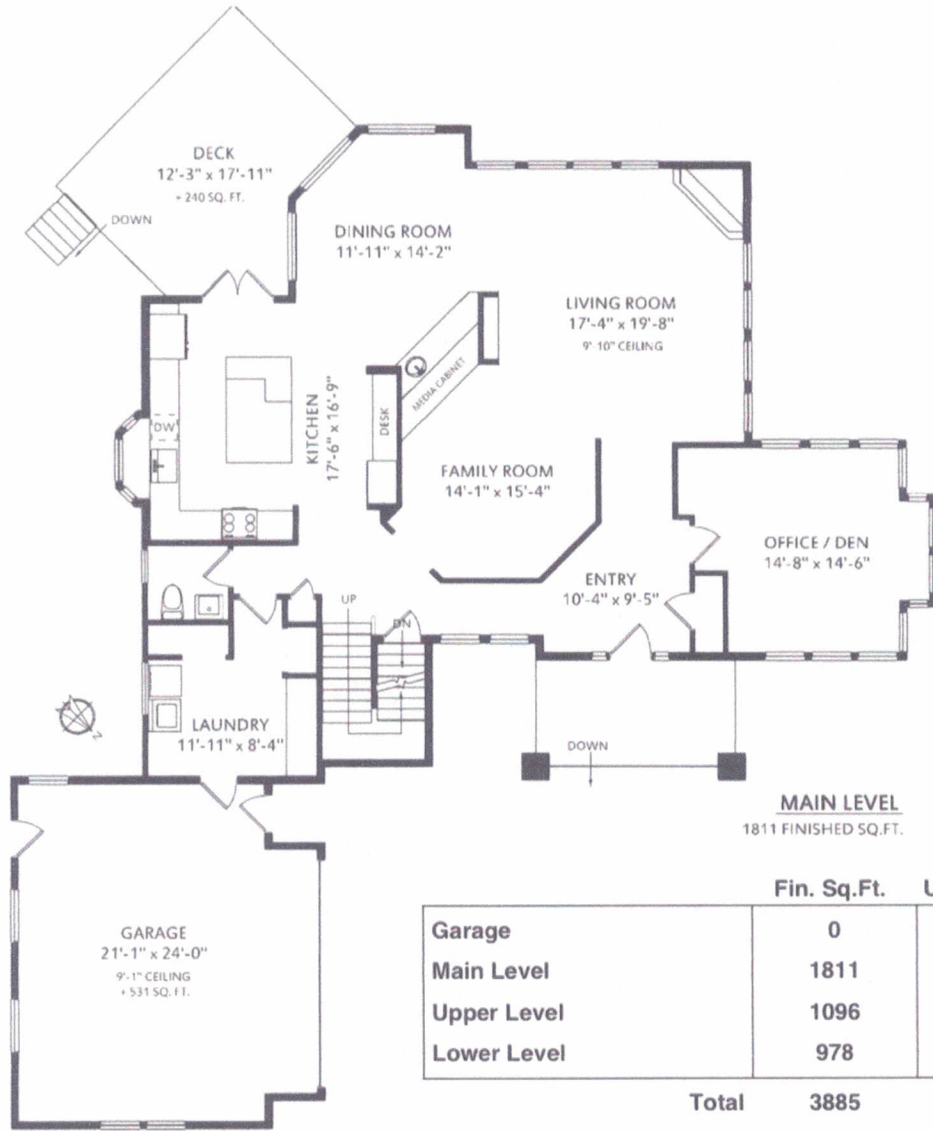 DECK
12'-3" x 17'-11"
+ 240 SQ. FT.
DOWN
DINING ROOM
11'-11" x 14'-2"
LIVING ROOM
17'-4" x 19'-8"
9'-10" CEILING
MEDIA CABINET
DESK
DW
KITCHEN
17'-6" x 16'-9"
FAMILY ROOM
14'-1" x 15'-4"
OFFICE / DEN
14'-8" x 14'-6"
ENTRY
10'-4" x 9'-5"
UP
DN
LAUNDRY
11'-11" x 8'-4"
DOWN
MAIN LEVEL
1811 FINISHED SQ.FT.
GARAGE
21'-1" x 24'-0"
9'-1" CEILING
+ 531 SQ. FT.
Fin. Sq.Ft. U
Garage 0
Main Level 1811
Upper Level 1096
Lower Level 978
Total 3885